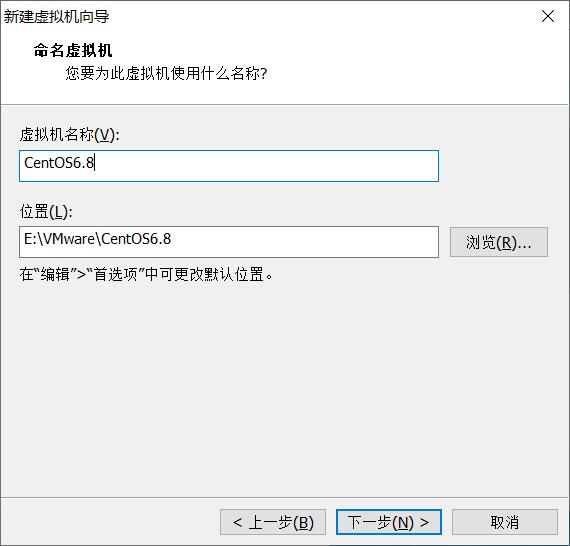 新建虚拟机向导
命名虚拟机
您要为此虚拟机使用什么名称?
虚拟机名称(V):
CentOS6.8
位置(L):
E:\VMware\CentOS6.8
浏览(R)...
在“编辑”>“首选项”中可更改默认位置。
< 上一步(B)
下一步(N) >
取消